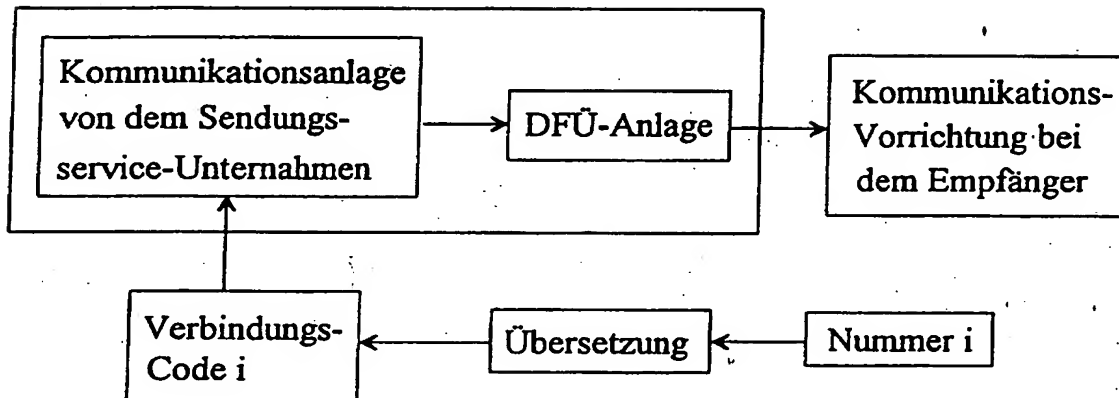 Kommunikationsanlage
von dem Sendungs-
service-Unternahmen
DFÜ-Anlage
Kommunikations-
Vorrichtung bei
dem Empfänger
Verbindungs-
Code i
Übersetzung
Nummer i